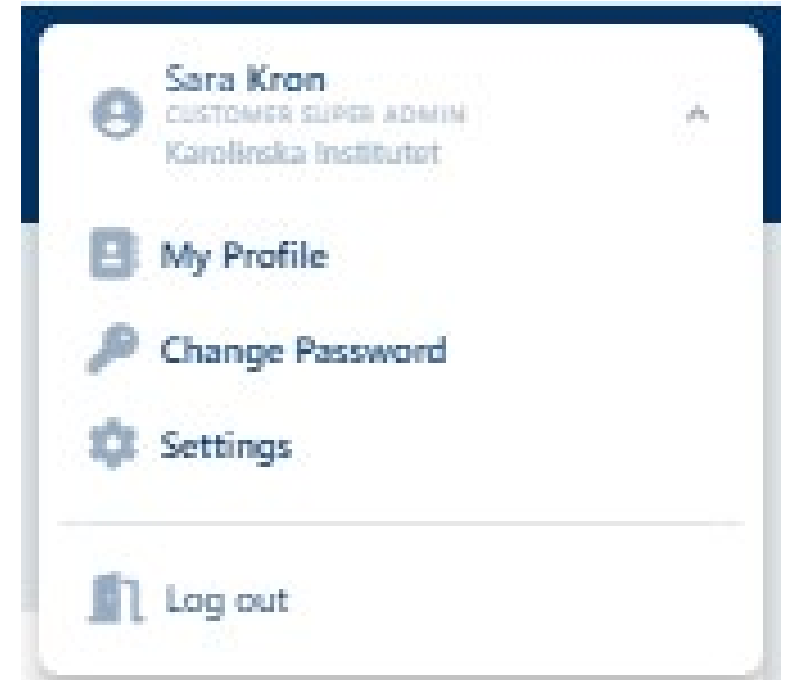 Sara Kron
CUSTOMER SUPER ADMIN
Karolinska Institutet
My Profile
Change Password
Settings
Log out